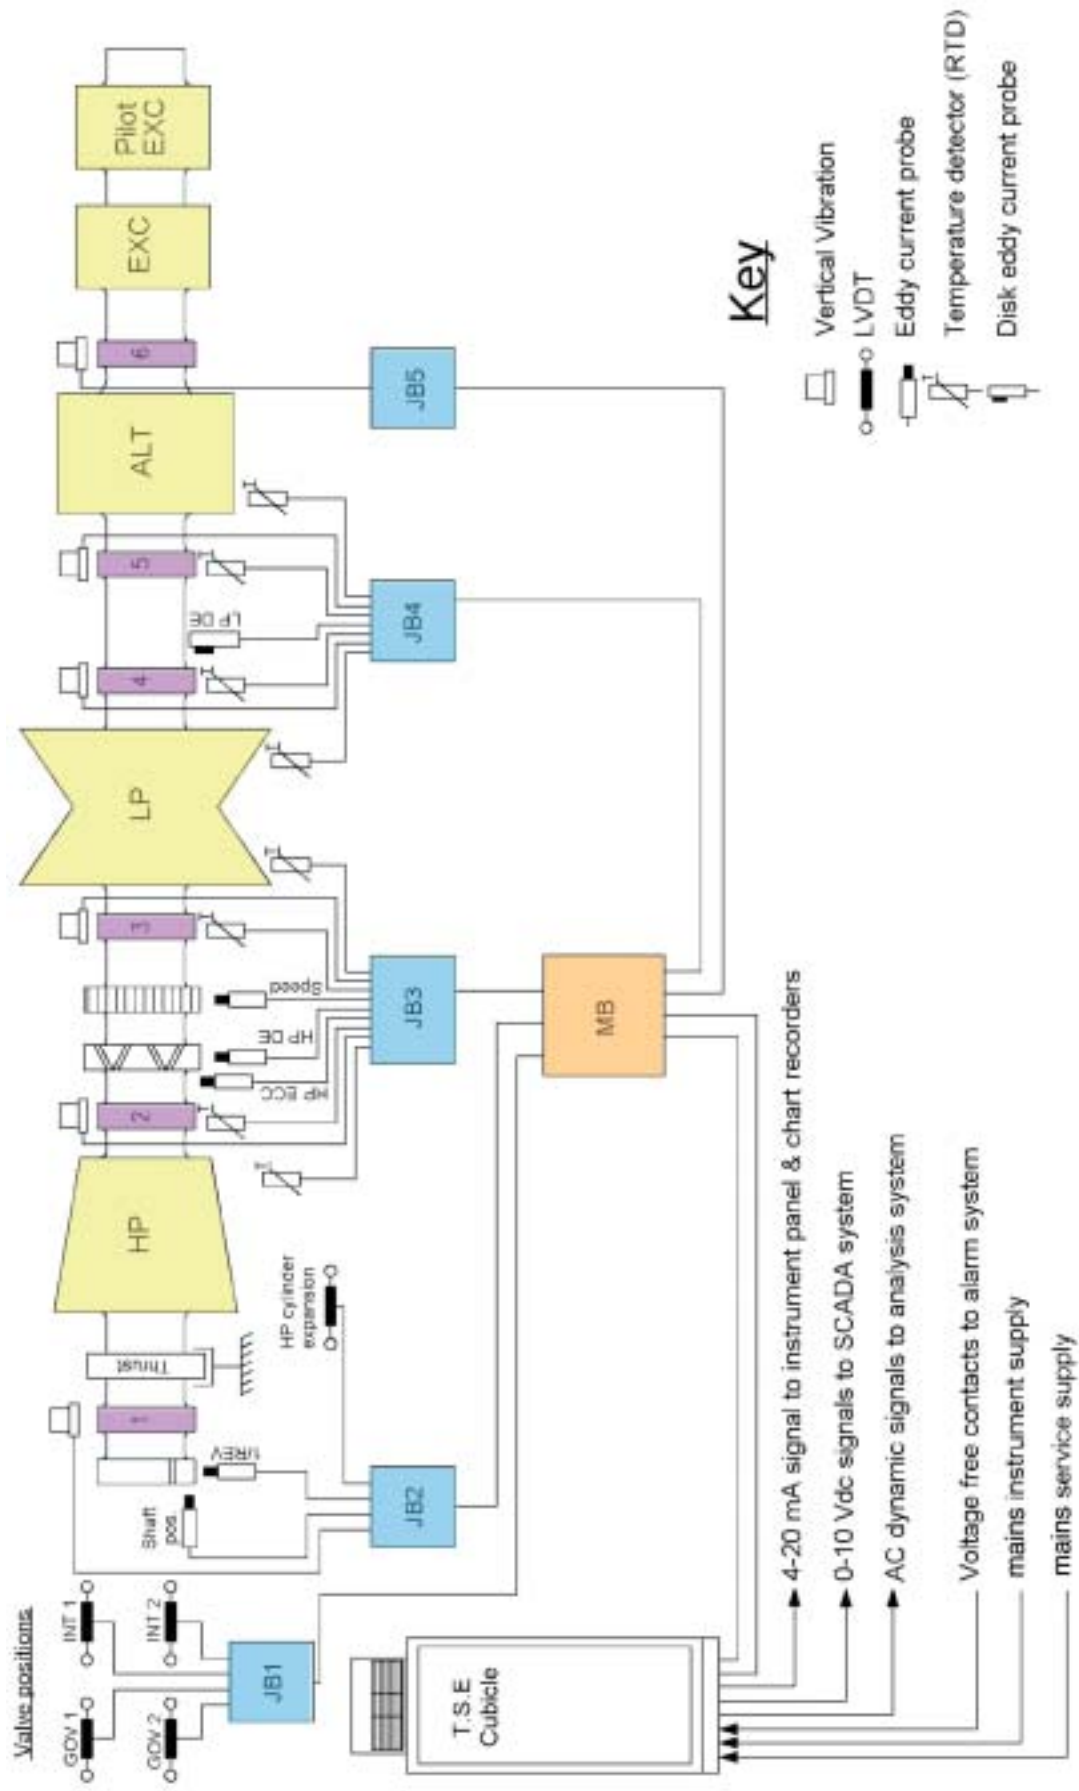 Valve positions
GOV 1
INT 1
GOV 2
INT 2
JB1
Shaft
pos.
1/REV
1
Thrust
HP
2
3
LP
4
5
ALT
6
EXC
Pilot
EXC
HP cylinder
expansion
HP ECC
HP DE
Speed
LP DE
T
T
T
T
T
T
T
T
JB2
JB3
JB4
JB5
MB
T.S.E
Cubicle
4-20 mA signal to instrument panel & chart recorders
0-10 Vdc signals to SCADA system
AC dynamic signals to analysis system
Voltage free contacts to alarm system
mains instrument supply
mains service supply
Key
Vertical Vibration
LVDT
Eddy current probe
T
Temperature detector (RTD)
Disk eddy current probe